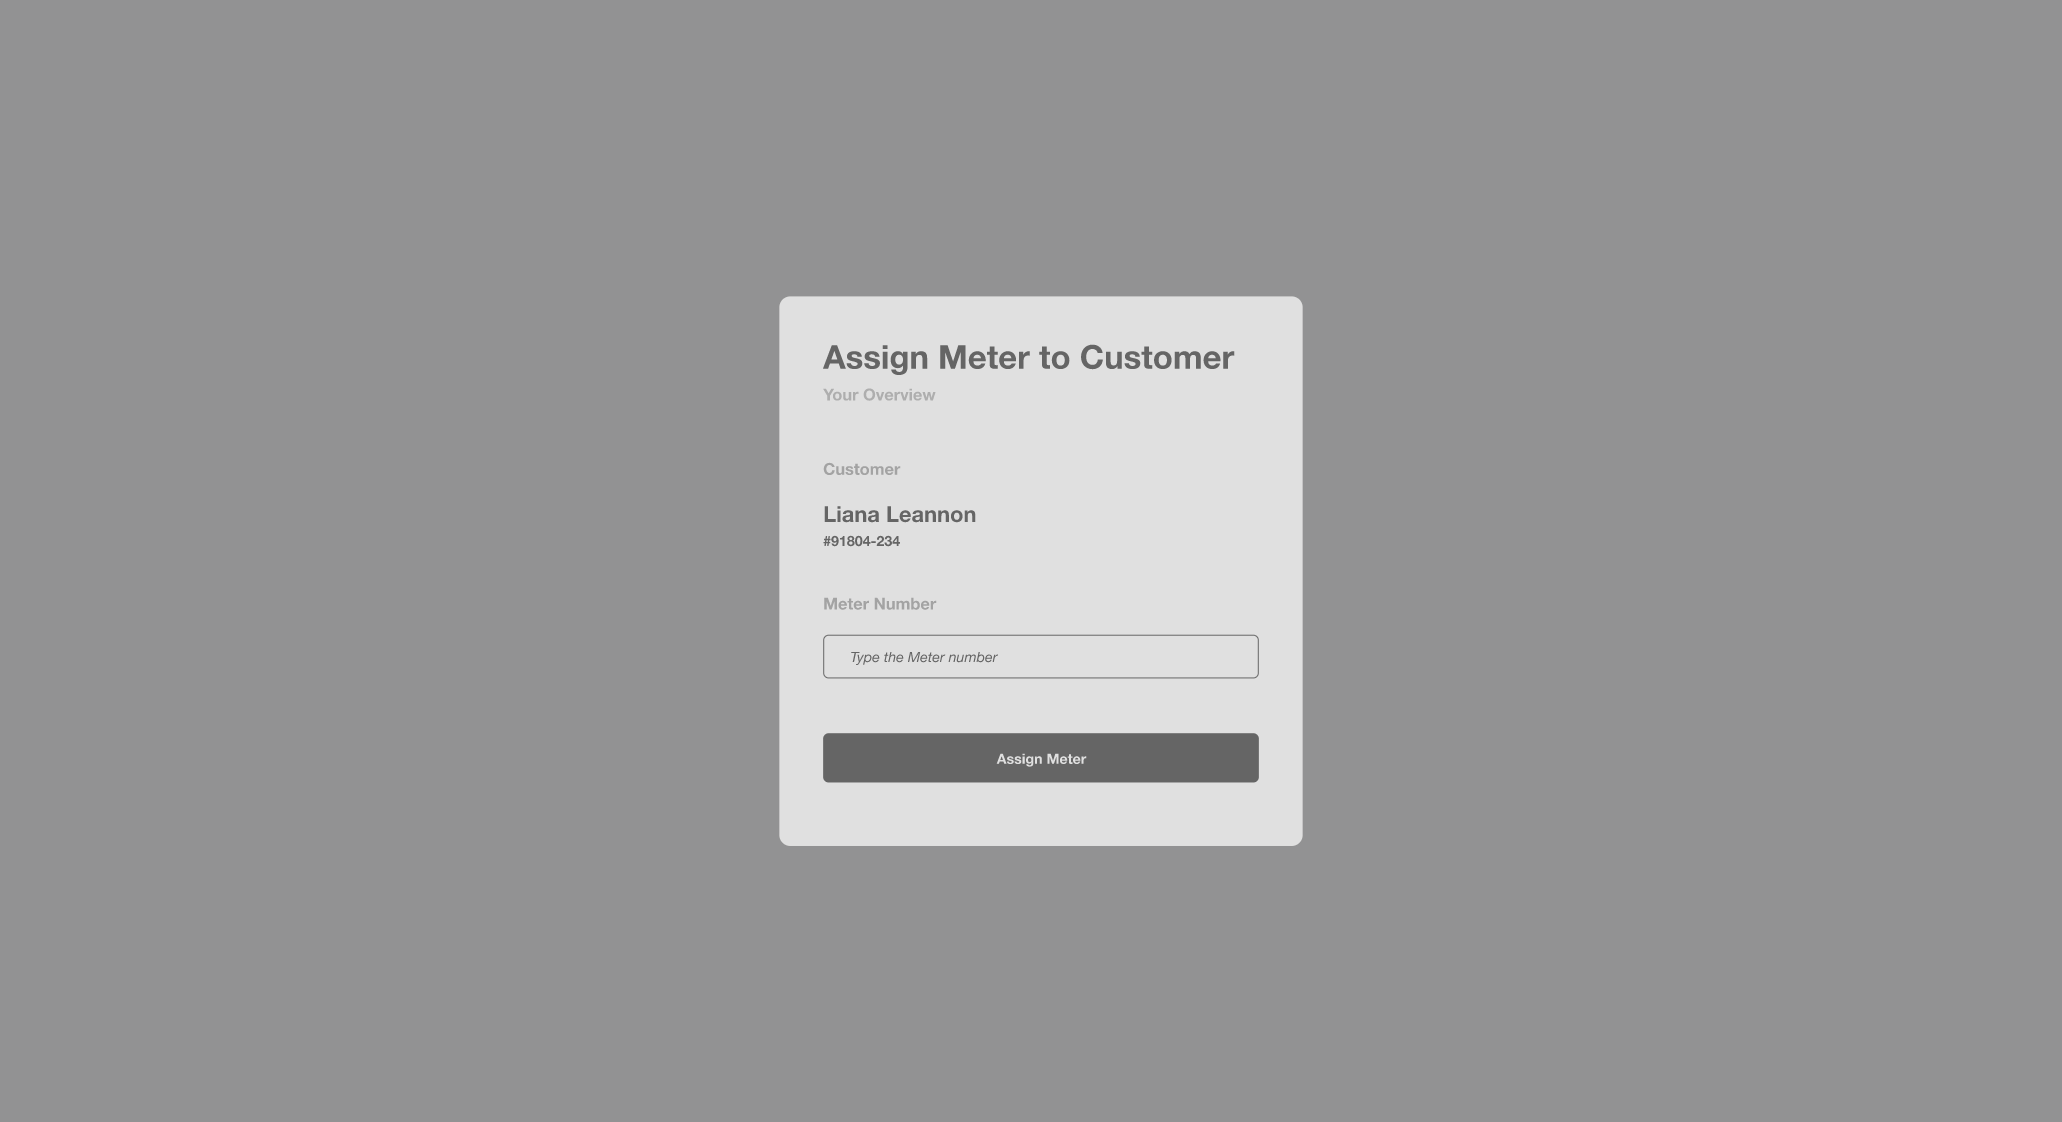 Assign Meter to Customer
Your Overview
Customer
Liana Leannon
#91804-234
Meter Number
Type the Meter number
Assign Meter